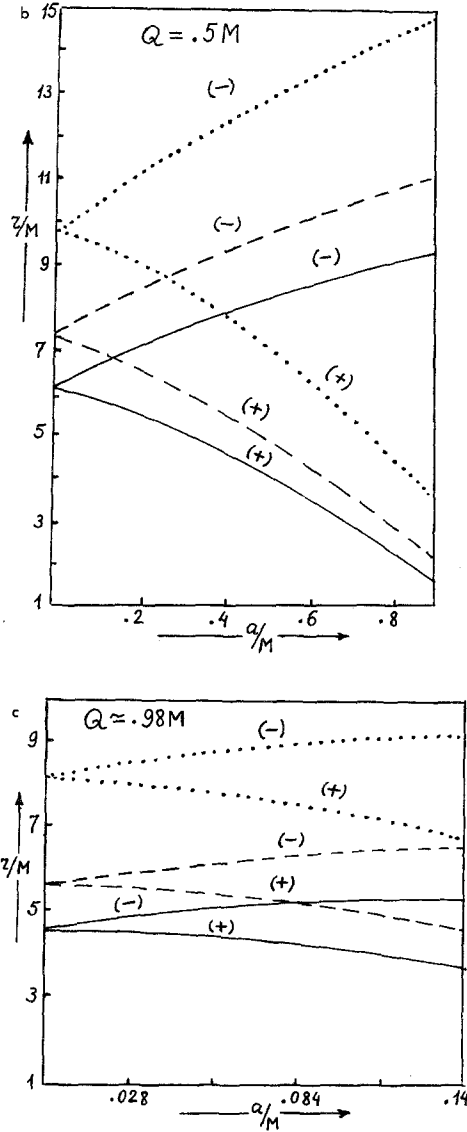 b
15
Q = .5M
(-)
13
11
(-)
r/M
9
(-)
7
(+)
(+)
5
(+)
3
1
.2 .4 .6 .8
a/M
c
Q ≃ .98M
9
(-)
(+)
7
(-)
r/M
(+)
5
(-)
(+)
3
1
.028 .084 .14
a/M